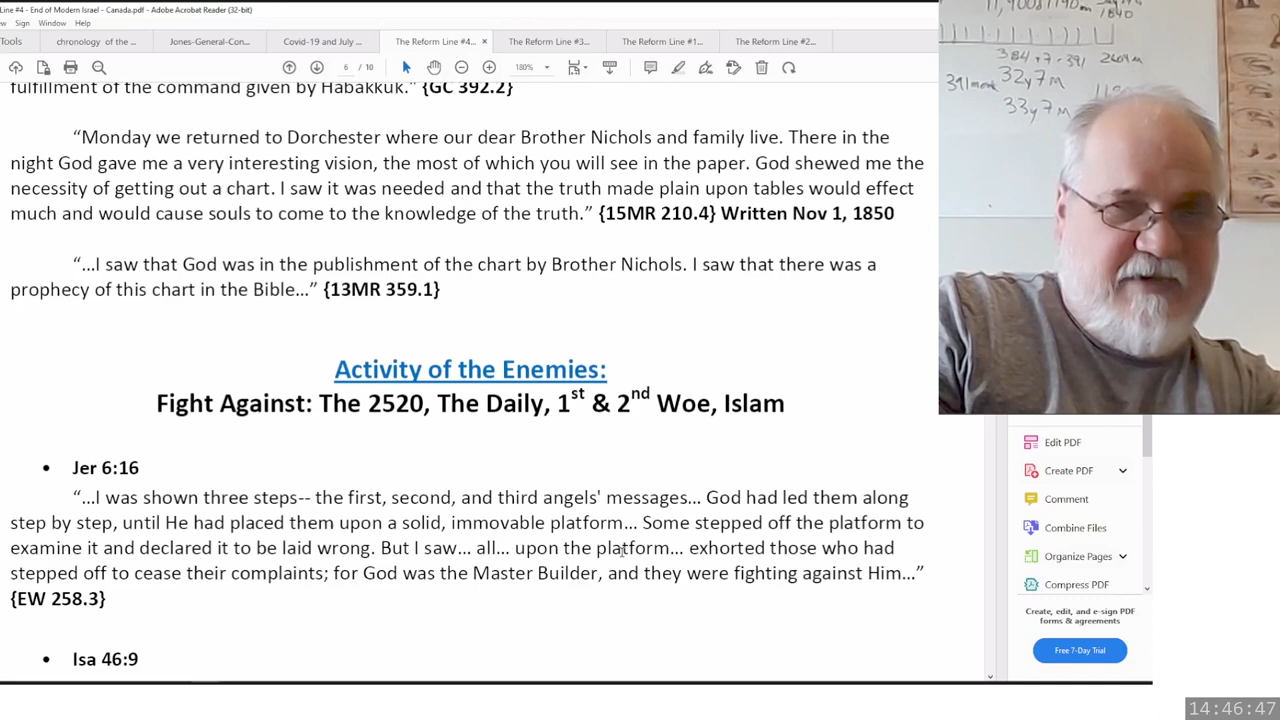 Line #4 - End of Modern Israel - Canada.pdf - Adobe Acrobat Reader (32-bit)
Sign Window Help
Tools chronology of the ... Jones-General-Con... Covid-19 and July ... The Reform Line #4... × The Reform Line #3... The Reform Line #1... The Reform Line #2...
6 / 10 180%
fulfillment of the command given by Habakkuk.” {GC 392.2}
“Monday we returned to Dorchester where our dear Brother Nichols and family live. There in the
night God gave me a very interesting vision, the most of which you will see in the paper. God shewed me the
necessity of getting out a chart. I saw it was needed and that the truth made plain upon tables would effect
much and would cause souls to come to the knowledge of the truth.” {15MR 210.4} Written Nov 1, 1850
“…I saw that God was in the publishment of the chart by Brother Nichols. I saw that there was a
prophecy of this chart in the Bible…” {13MR 359.1}
Activity of the Enemies:
Fight Against: The 2520, The Daily, 1st & 2nd Woe, Islam
• Jer 6:16
“…I was shown three steps-- the first, second, and third angels' messages… God had led them along
step by step, until He had placed them upon a solid, immovable platform… Some stepped off the platform to
examine it and declared it to be laid wrong. But I saw… all… upon the platform… exhorted those who had
stepped off to cease their complaints; for God was the Master Builder, and they were fighting against Him…”
{EW 258.3}
• Isa 46:9
1840
384+7=391
32y7m
391
33y7m
Edit PDF
Create PDF
Comment
Combine Files
Organize Pages
Compress PDF
Create, edit, and e-sign PDF
forms & agreements
Free 7-Day Trial
14:46:47